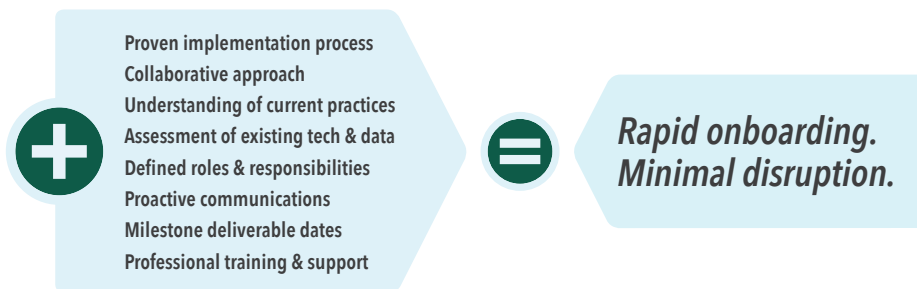 Proven implementation process
Collaborative approach
Understanding of current practices
Assessment of existing tech & data
Defined roles & responsibilities
Proactive communications
Milestone deliverable dates
Professional training & support
+
=
Rapid onboarding.
Minimal disruption.